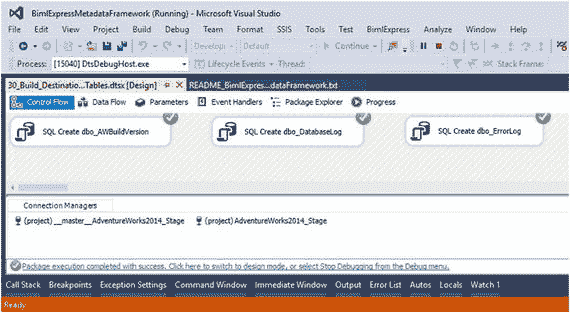 BimlExpressMetadataFramework (Running) - Microsoft Visual Studio
File Edit View Project Build Debug Team Format SSIS Tools Test BimlExpress Analyze Window Help
Develop Default Continue
Process: [15040] DtsDebugHost.exe Lifecycle Events Thread: Stack Frame:
30_Build_Destinatio...Tables.dtsx [Design] README_BimlExpres...dataFramework.txt
Control Flow Data Flow Parameters Event Handlers Package Explorer Progress
SQL Create dbo_AWBuildVersion SQL Create dbo_DatabaseLog SQL Create dbo_ErrorLog
Connection Managers
(project) __master__AdventureWorks2014_Stage (project) AdventureWorks2014_Stage
Package execution completed with success. Click here to switch to design mode, or select Stop Debugging from the Debug menu.
Call Stack Breakpoints Exception Settings Command Window Immediate Window Output Error List Autos Locals Watch 1
Ready